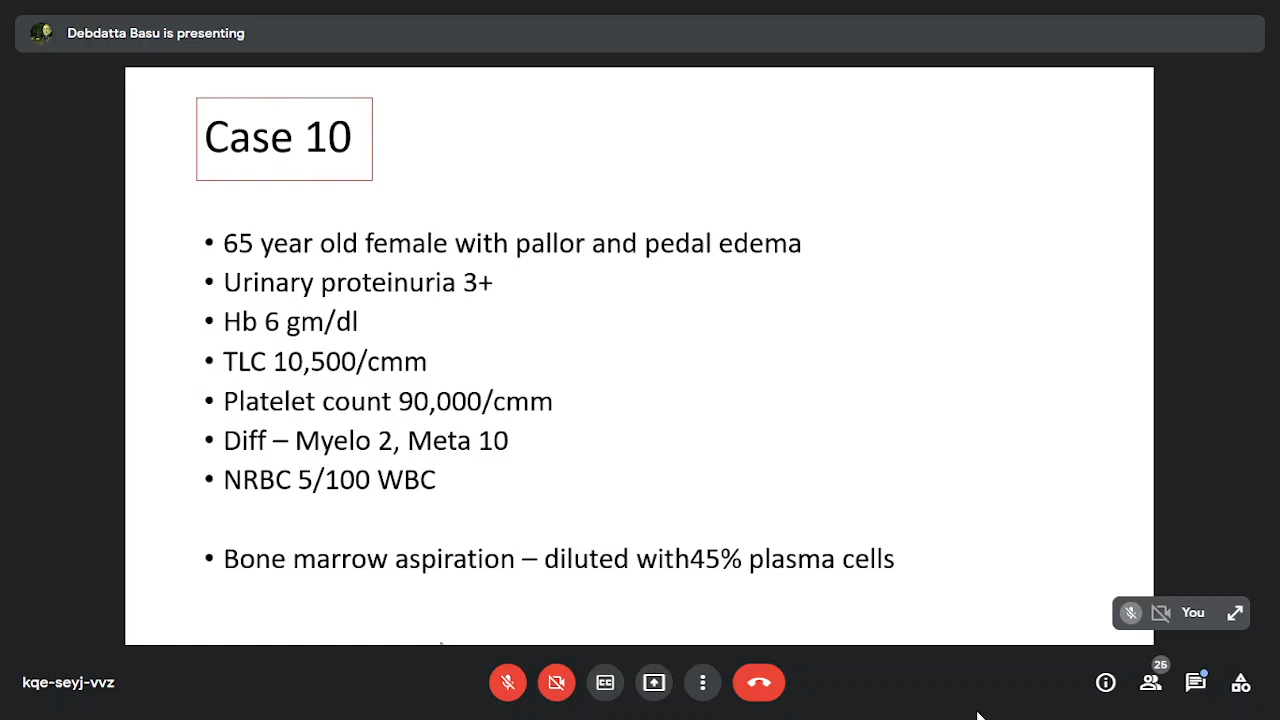 Debdatta Basu is presenting
Case 10
• 65 year old female with pallor and pedal edema
• Urinary proteinuria 3+
• Hb 6 gm/dl
• TLC 10,500/cmm
• Platelet count 90,000/cmm
• Diff – Myelo 2, Meta 10
• NRBC 5/100 WBC
• Bone marrow aspiration – diluted with45% plasma cells
You
kqe-seyj-vvz
CC
25